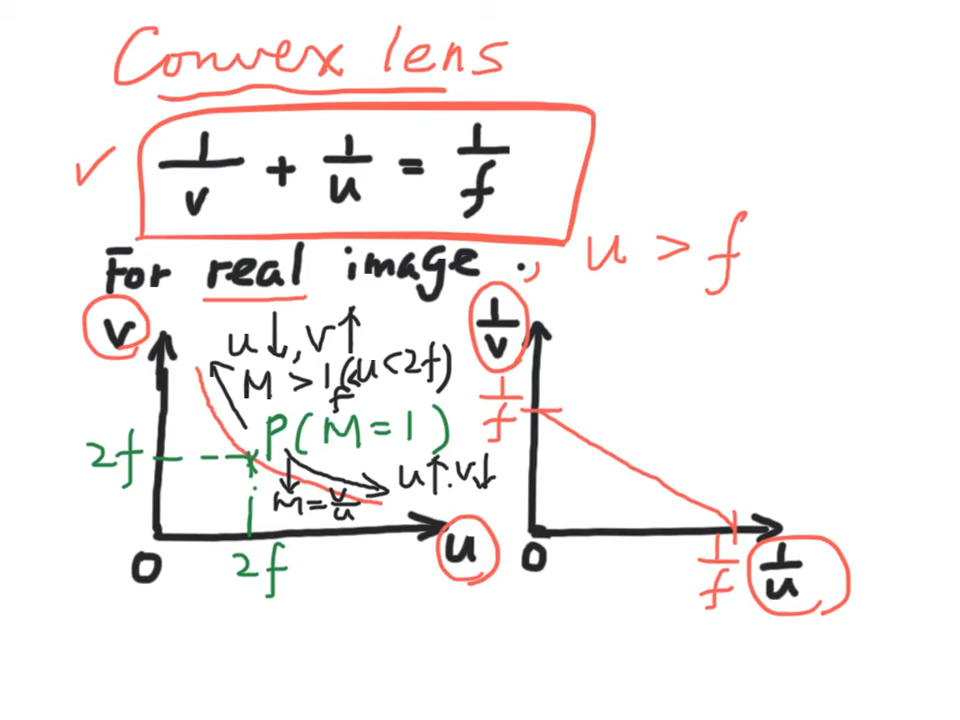 Convex lens
✓ 1/v + 1/u = 1/f
For real image ., u > f
v
u↓, v↑
M > 1 (f<u<2f)
P(M=1)
2f
u↑. v↓
M = v/u
0
2f
u
1/v
1/f
0
1/f
1/u